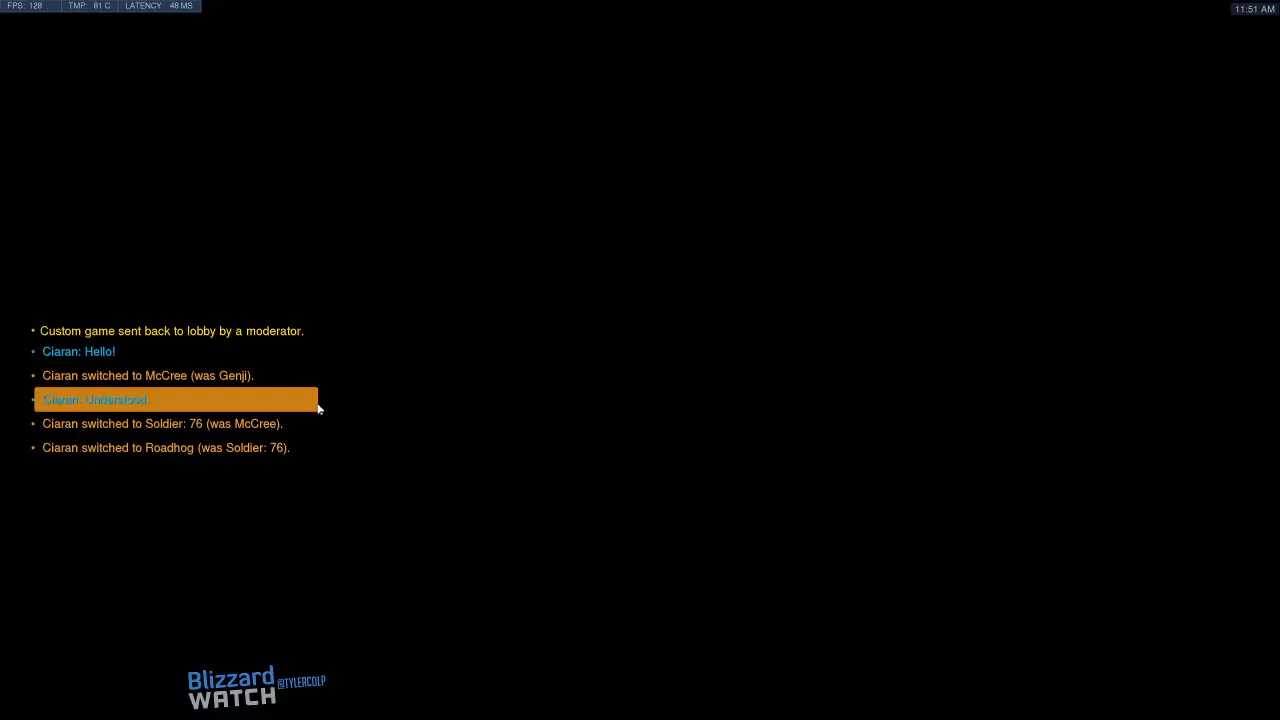 FPS: 128 TMP: 81 C LATENCY: 48 MS
11:51 AM
• Custom game sent back to lobby by a moderator.
• Ciaran: Hello!
• Ciaran switched to McCree (was Genji).
• Ciaran: Understood
• Ciaran switched to Soldier: 76 (was McCree).
• Ciaran switched to Roadhog (was Soldier: 76).
Blizzard
WATCH
@TYLERCOLP